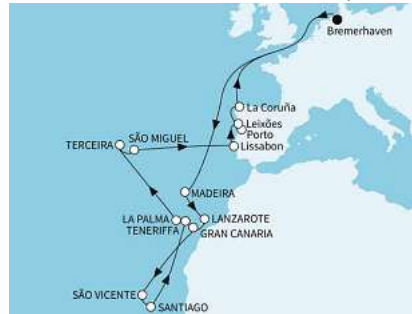 Bremerhaven
La Coruña
Leixões
Porto
Lissabon
SÃO MIGUEL
TERCEIRA
MADEIRA
LA PALMA
LANZAROTE
TENERIFFA
GRAN CANARIA
SÃO VICENTE
SANTIAGO